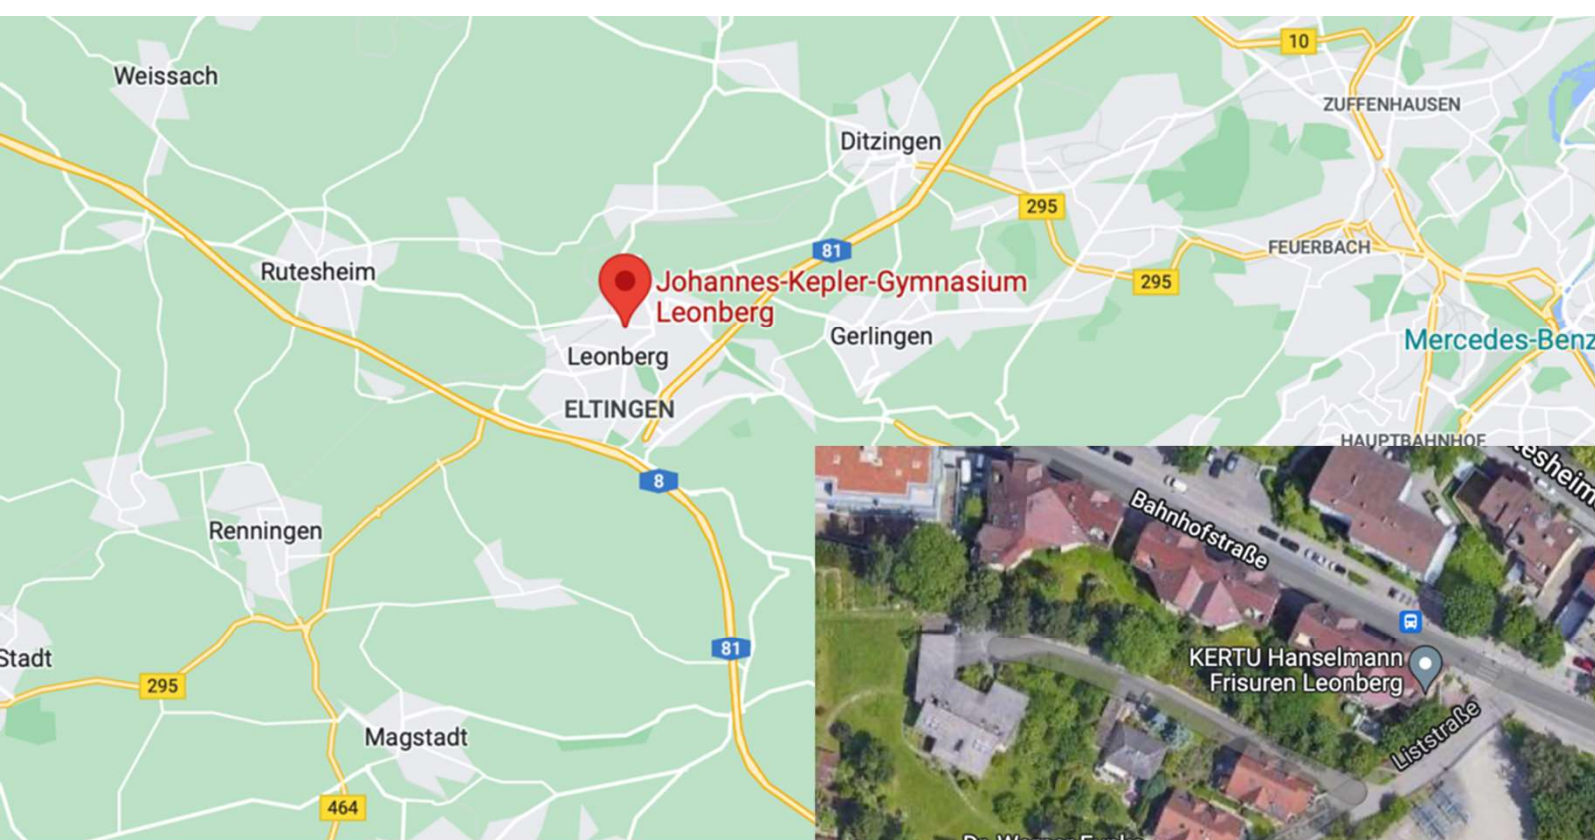 10
Weissach
ZUFFENHAUSEN
Ditzingen
295
FEUERBACH
81
Rutesheim
295
Johannes-Kepler-Gymnasium
Leonberg
Gerlingen
Mercedes-Benz
Leonberg
ELTINGEN
HAUPTBAHNHOF
8
Renningen
Bahnhofstraße
81
Stadt
KERTU Hanselmann
Frisuren Leonberg
295
Liststraße
Magstadt
464